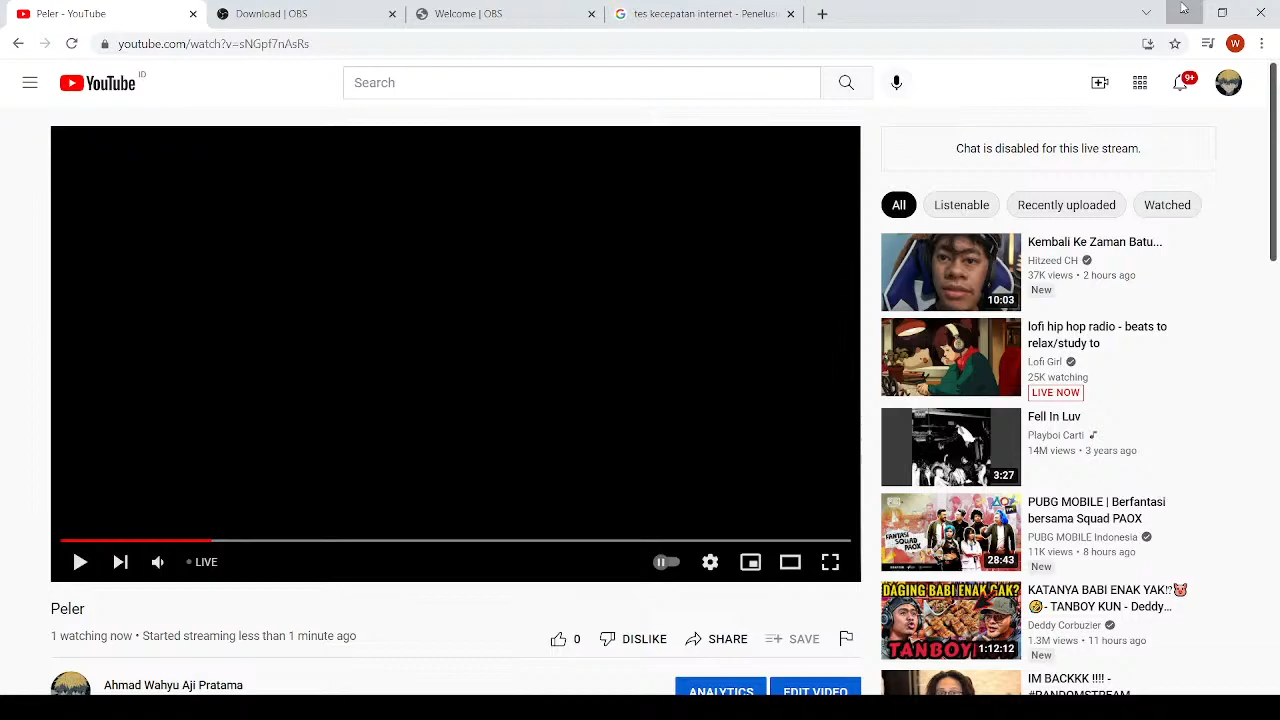 Peler - YouTube
Download | OBS
Welcome | OBS
tes kecepatan internet - Penelusu
youtube.com/watch?v=sNGpf7nAsRs
W
YouTube ID
Search
9+
Chat is disabled for this live stream.
All
Listenable
Recently uploaded
Watched
Kembali Ke Zaman Batu...
Hitzeed CH
37K views • 2 hours ago
New
10:03
lofi hip hop radio - beats to
relax/study to
Lofi Girl
25K watching
LIVE NOW
Fell In Luv
Playboi Carti
14M views • 3 years ago
3:27
PUBG MOBILE | Berfantasi
bersama Squad PAOX
PUBG MOBILE Indonesia
11K views • 8 hours ago
New
FANTASI
SQUAD
PAOX
28:43
LIVE
Peler
1 watching now • Started streaming less than 1 minute ago
0
DISLIKE
SHARE
SAVE
DAGING BABI ENAK GAK?
TANBOY
1:12:12
KATANYA BABI ENAK YAK⁉️🐷
🤣- TANBOY KUN - Deddy...
Deddy Corbuzier
1.3M views • 11 hours ago
New
Ahmad Wahyu Aji Pratama
ANALYTICS
EDIT VIDEO
IM BACKKK !!!! -
#RANDOMSTREAM